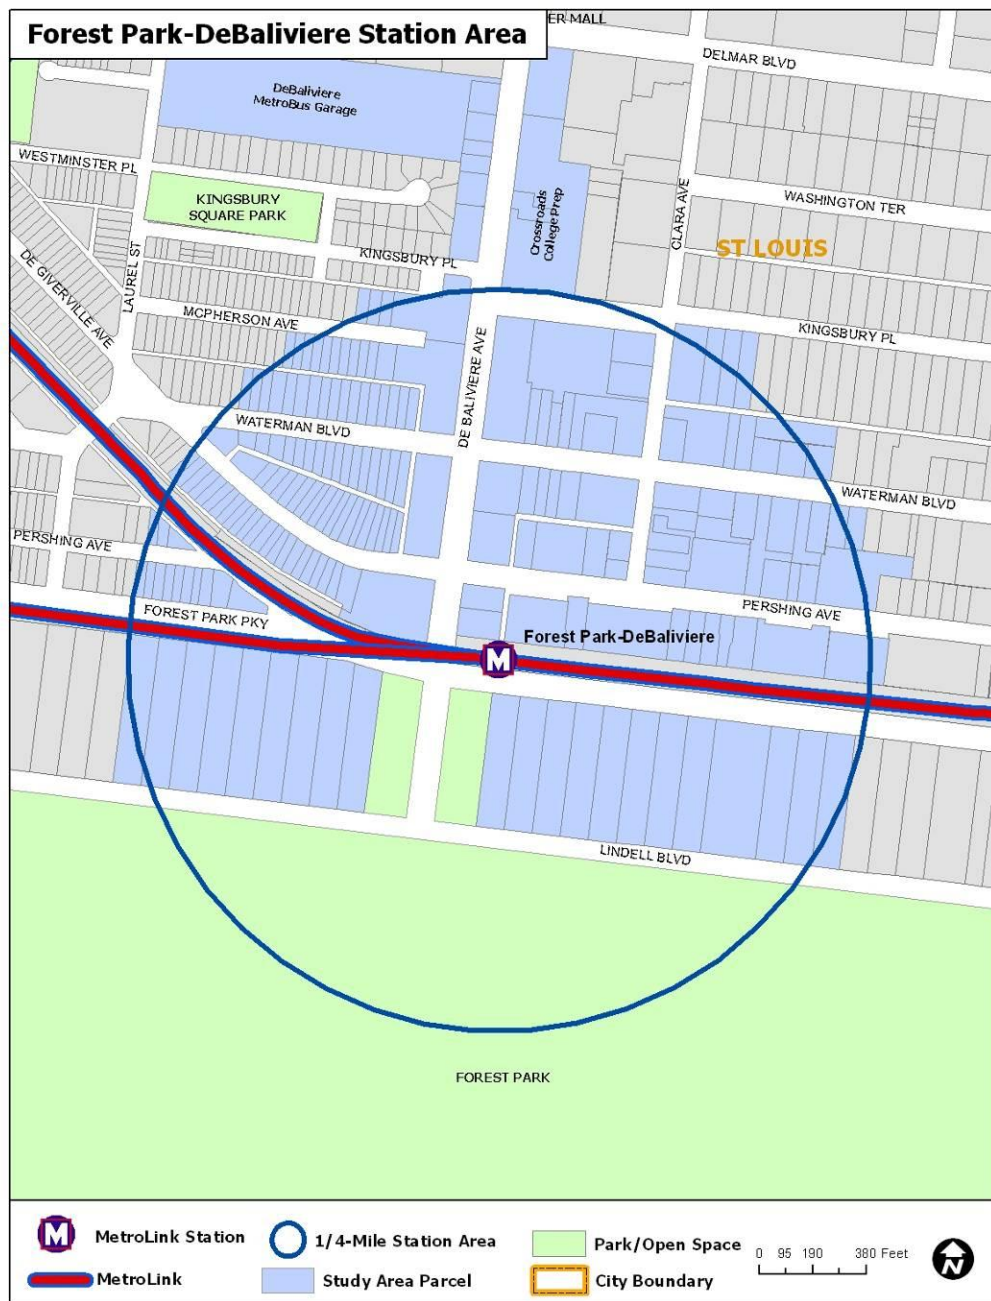 Forest Park-DeBaliviere Station Area
ER MALL
DELMAR BLVD
DeBaliviere
MetroBus Garage
WESTMINSTER PL
KINGSBURY
SQUARE PARK
Crossroads
College Prep
CLARA AVE
WASHINGTON TER
ST LOUIS
DE GIVERVILLE AVE
LAUREL ST
KINGSBURY PL
MCPHERSON AVE
DE BALIVIERE AVE
KINGSBURY PL
WATERMAN BLVD
WATERMAN BLVD
PERSHING AVE
PERSHING AVE
FOREST PARK PKY
Forest Park-DeBaliviere
M
LINDELL BLVD
FOREST PARK
M
MetroLink Station
1/4-Mile Station Area
Park/Open Space
0 95 190 380 Feet
N
MetroLink
Study Area Parcel
City Boundary